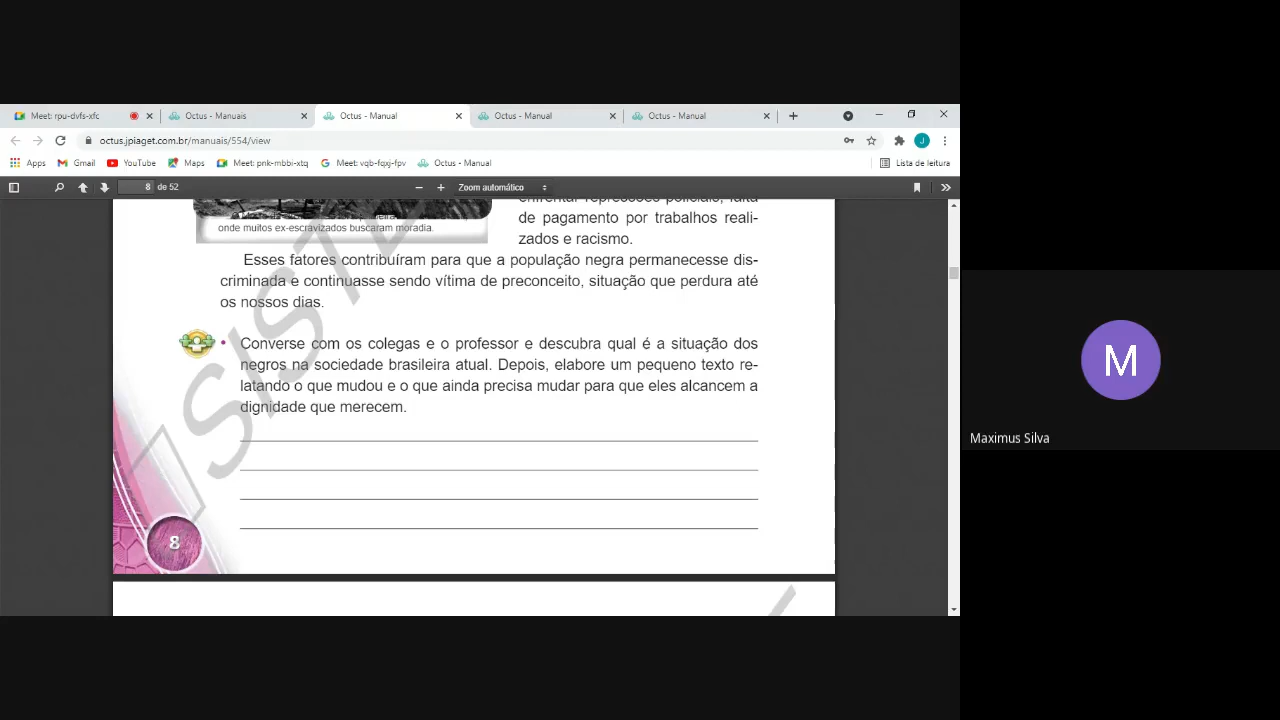 Meet: rpu-dvfs-xfc
Octus - Manuais
Octus - Manual
Octus - Manual
Octus - Manual
octus.jpiaget.com.br/manuais/554/view
J
Apps
Gmail
YouTube
Maps
Meet: pnk-mbbi-xtq
Meet: vqb-fqxj-fpv
Octus - Manual
Lista de leitura
8 de 52
Zoom automático
enfrentar repressões policiais, falta
de pagamento por trabalhos reali-
zados e racismo.
onde muitos ex-escravizados buscaram moradia.
Esses fatores contribuíram para que a população negra permanecesse dis-
criminada e continuasse sendo vítima de preconceito, situação que perdura até
os nossos dias.
• Converse com os colegas e o professor e descubra qual é a situação dos
negros na sociedade brasileira atual. Depois, elabore um pequeno texto re-
latando o que mudou e o que ainda precisa mudar para que eles alcancem a
dignidade que merecem.
8
SISTE
M
Maximus Silva